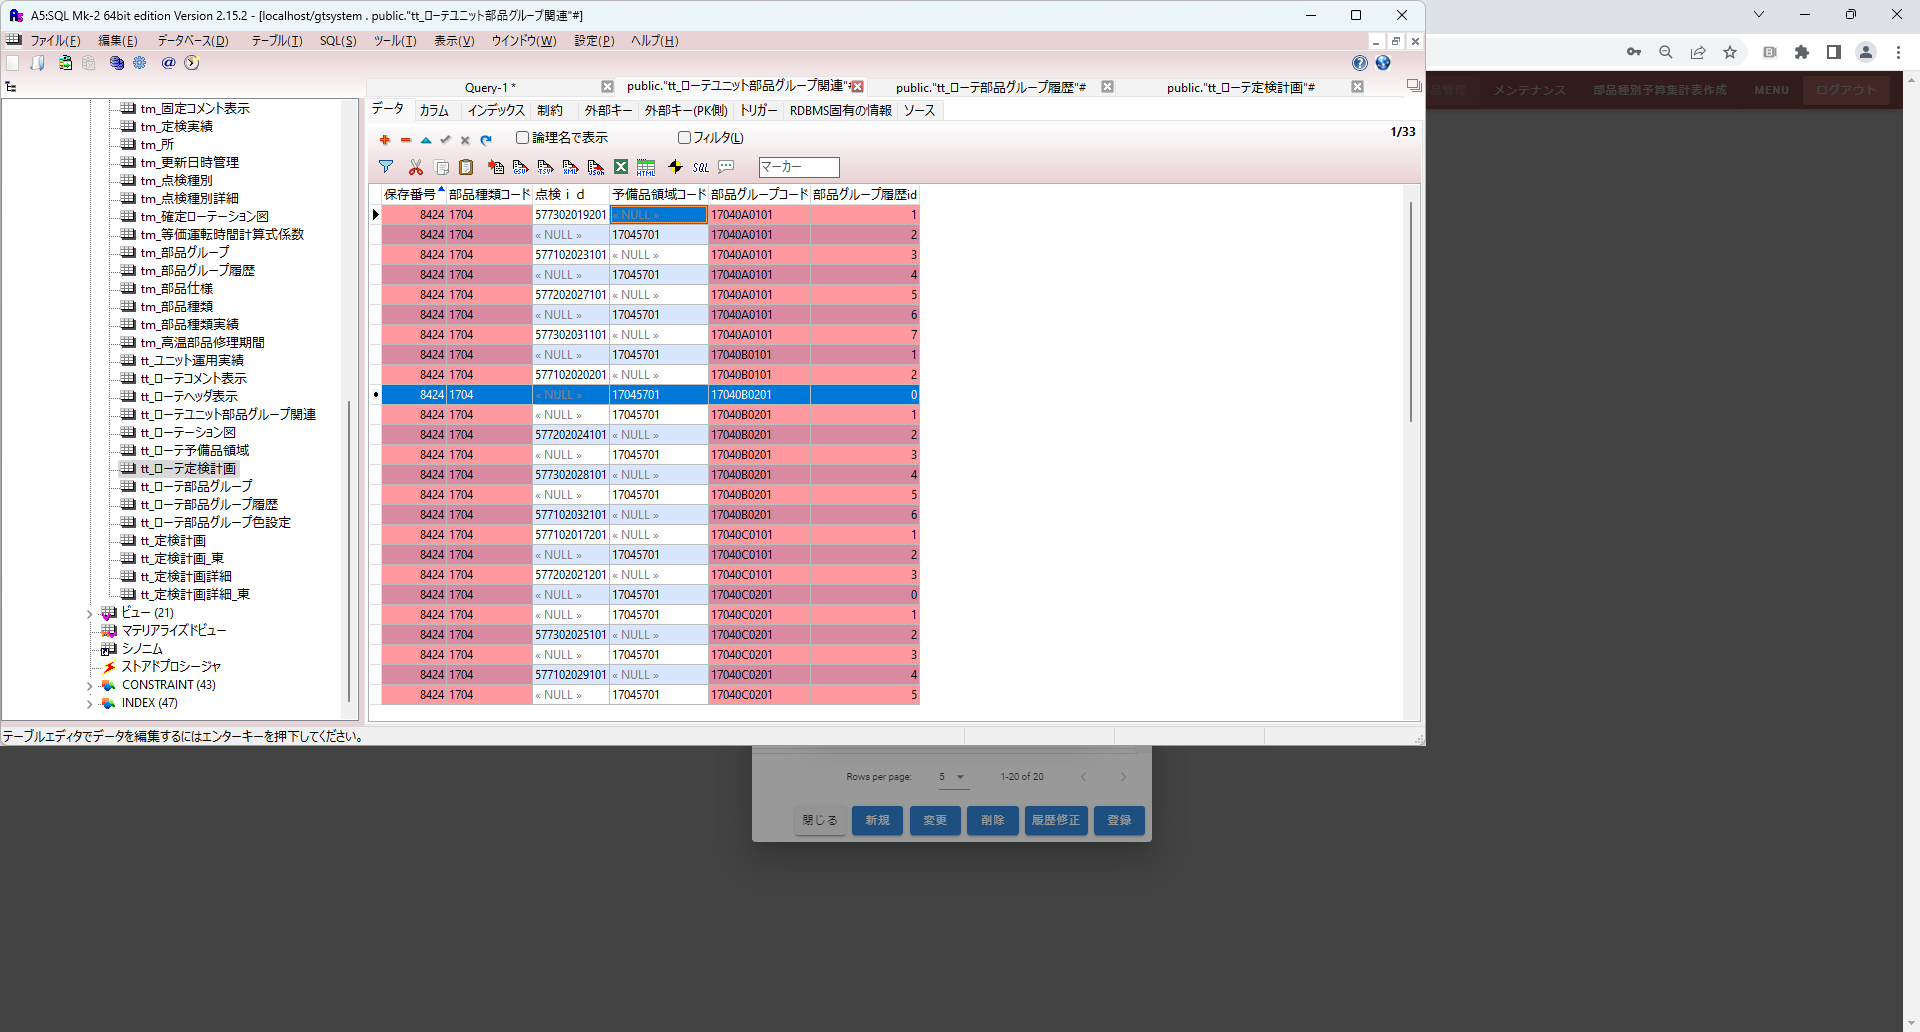 A5:SQL Mk-2 64bit edition Version 2.15.2 - [localhost/gtsystem . public."tt_ローテユニット部品グループ関連"#]
ファイル(F) 編集(E) データベース(D) テーブル(T) SQL(S) ツール(T) 表示(V) ウインドウ(W) 設定(P) ヘルプ(H)
Query-1 * public."tt_ローテユニット部品グループ関連"# public."tt_ローテ部品グループ履歴"# public."tt_ローテ定検計画"#
メンテナンス 部品種別予算集計表作成 MENU ログアウト
データ カラム インデックス 制約 外部キー 外部キー(PK側) トリガー RDBMS固有の情報 ソース
論理名で表示 フィルタ(L) 1/33
マーカー
tm_固定コメント表示
tm_定検実績
tm_所
tm_更新日時管理
tm_点検種別
tm_点検種別詳細
tm_確定ローテーション図
tm_等価運転時間計算式係数
tm_部品グループ
tm_部品グループ履歴
tm_部品仕様
tm_部品種類
tm_部品種類実績
tm_高温部品修理期間
tt_ユニット運用実績
tt_ローテコメント表示
tt_ローテヘッダ表示
tt_ローテユニット部品グループ関連
tt_ローテーション図
tt_ローテ予備品領域
tt_ローテ定検計画
tt_ローテ部品グループ
tt_ローテ部品グループ履歴
tt_ローテ部品グループ色設定
tt_定検計画
tt_定検計画_東
tt_定検計画詳細
tt_定検計画詳細_東
ビュー (21)
マテリアライズドビュー
シノニム
ストアドプロシージャ
CONSTRAINT (43)
INDEX (47)
保存番号 部品種類コード 点検ｉｄ 予備品領域コード 部品グループコード 部品グループ履歴id
8424 1704 577302019201 « NULL » 17040A0101 1
8424 1704 « NULL » 17045701 17040A0101 2
8424 1704 577102023101 « NULL » 17040A0101 3
8424 1704 « NULL » 17045701 17040A0101 4
8424 1704 577202027101 « NULL » 17040A0101 5
8424 1704 « NULL » 17045701 17040A0101 6
8424 1704 577302031101 « NULL » 17040A0101 7
8424 1704 « NULL » 17045701 17040B0101 1
8424 1704 577102020201 « NULL » 17040B0101 2
8424 1704 « NULL » 17045701 17040B0201 0
8424 1704 « NULL » 17045701 17040B0201 1
8424 1704 577202024101 « NULL » 17040B0201 2
8424 1704 « NULL » 17045701 17040B0201 3
8424 1704 577302028101 « NULL » 17040B0201 4
8424 1704 « NULL » 17045701 17040B0201 5
8424 1704 577102032101 « NULL » 17040B0201 6
8424 1704 577102017201 « NULL » 17040C0101 1
8424 1704 « NULL » 17045701 17040C0101 2
8424 1704 577202021201 « NULL » 17040C0101 3
8424 1704 « NULL » 17045701 17040C0201 0
8424 1704 « NULL » 17045701 17040C0201 1
8424 1704 577302025101 « NULL » 17040C0201 2
8424 1704 « NULL » 17045701 17040C0201 3
8424 1704 577102029101 « NULL » 17040C0201 4
8424 1704 « NULL » 17045701 17040C0201 5
テーブルエディタでデータを編集するにはエンターキーを押下してください。
Rows per page: 5 1-20 of 20
閉じる 新規 変更 削除 履歴修正 登録